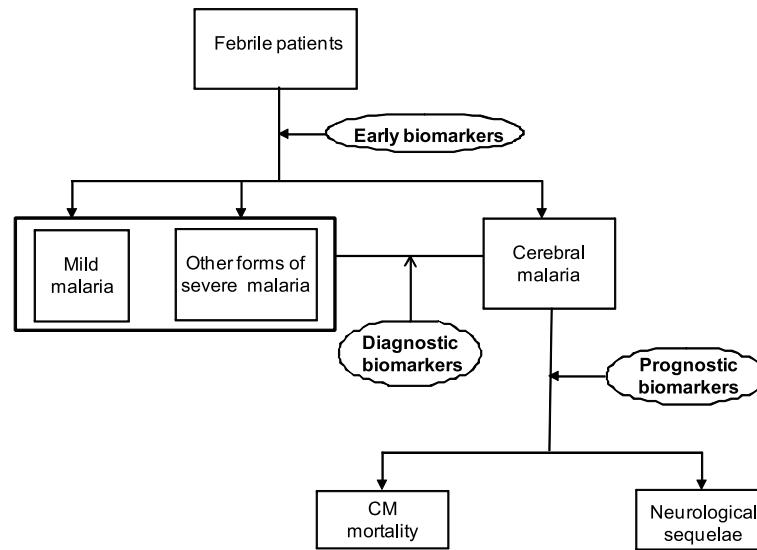 Febrile patients
Early biomarkers
Mild
malaria
Other forms of
severe malaria
Cerebral
malaria
Diagnostic
biomarkers
Prognostic
biomarkers
CM
mortality
Neurological
sequelae